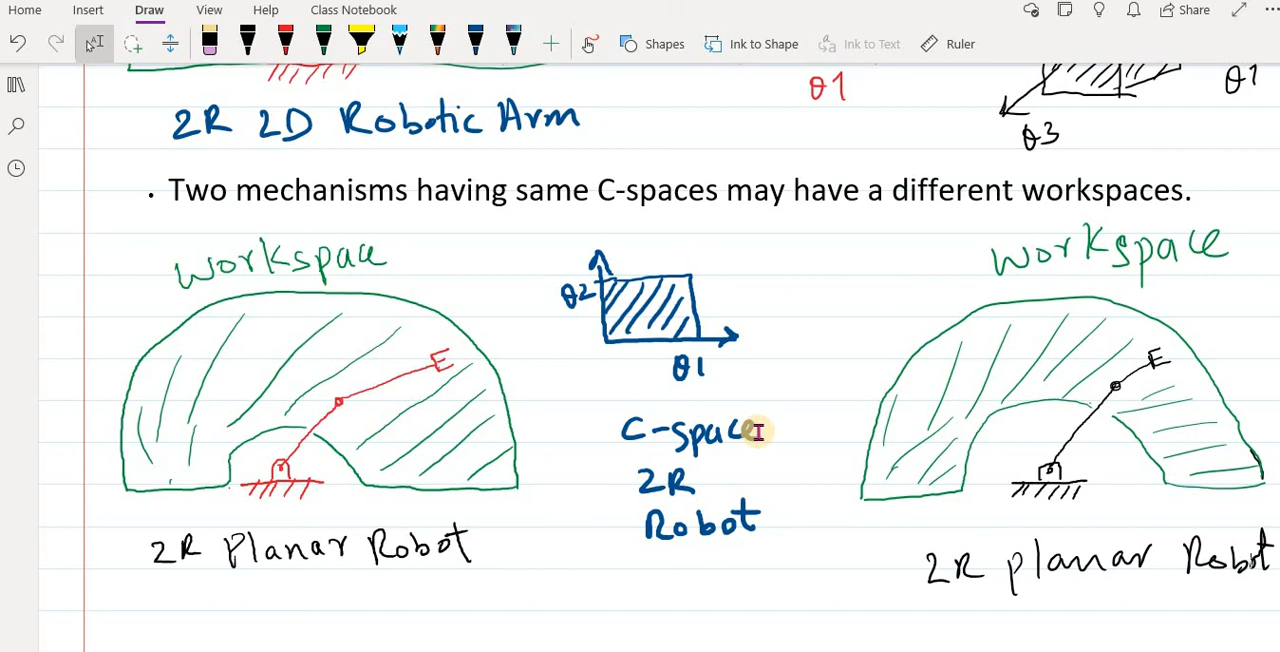 Home Insert Draw View Help Class Notebook Share
Shapes Ink to Shape Ink to Text Ruler
θ1 θ1
θ3
2R 2D Robotic Arm
. Two mechanisms having same C-spaces may have a different workspaces.
Workspace
θ2
θ1
Workspace
E
E
C-space
2R
Robot
2R Planar Robot
2R planar Robot